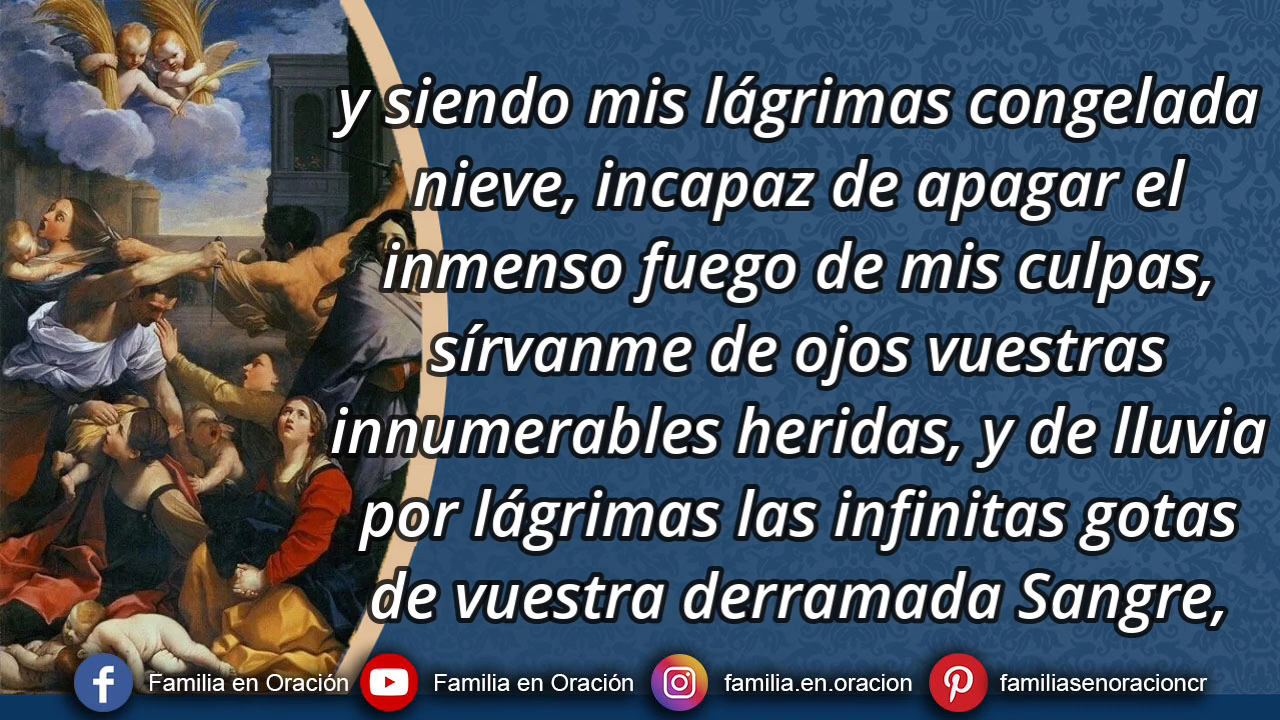 y siendo mis lágrimas congelada
nieve, incapaz de apagar el
inmenso fuego de mis culpas,
sírvanme de ojos vuestras
innumerables heridas, y de lluvia
por lágrimas las infinitas gotas
de vuestra derramada Sangre,
Familia en Oración Familia en Oración familia.en.oracion familiasenoracioncr